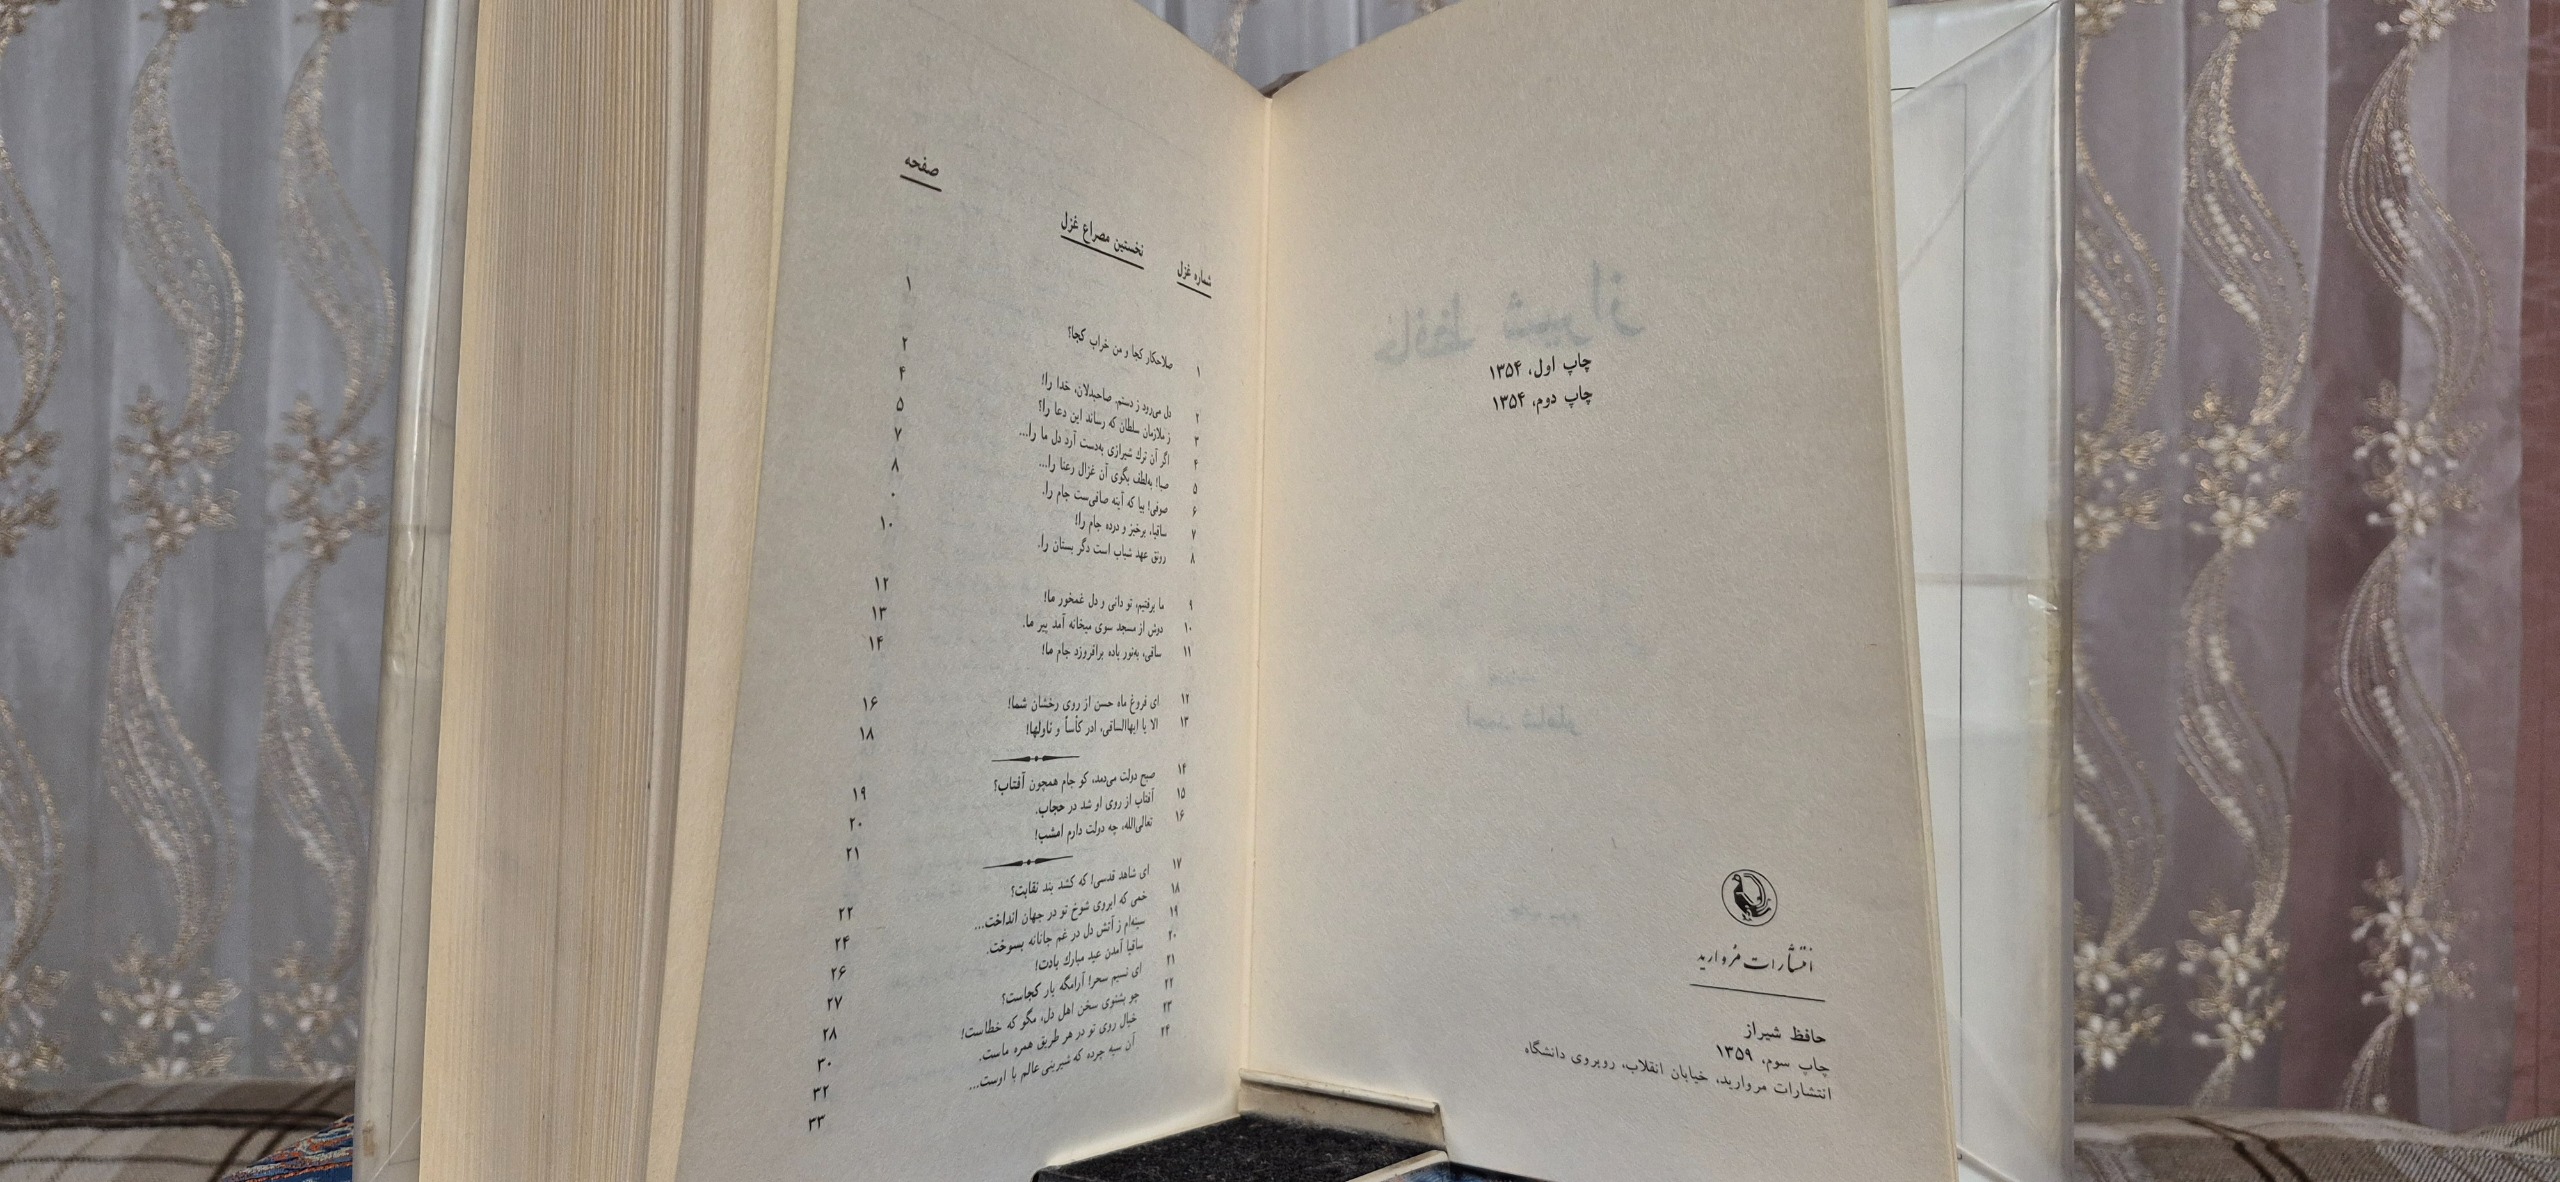 چاپ اول، ۱۳۵۴
چاپ دوم، ۱۳۵۴
انتشارات مروارید
حافظ شیراز
چاپ سوم، ۱۳۵۹
انتشارات مروارید، خیابان انقلاب، روبروی دانشگاه
شماره غزل نخستین مصراع غزل صفحه
۱ صلاحکار کجا و من خراب کجا؟ ۱
۲ دل می‌رود ز دستم، صاحبدلان، خدا را! ۲
۳ ز ملازمان سلطان که رساند این دعا را؟ ۴
۴ اگر آن ترك شیرازی به‌دست آرد دل ما را... ۵
۵ صبا! به‌لطف بگوی آن غزال رعنا را... ۷
۶ صوفی! بیا که آینه صافی‌ست جام را. ۸
۷ ساقیا، برخیز و درده جام را! ۰
۸ رونق عهد شباب است دگر بستان را. ۱۰
۹ ما برفتیم، تو دانی و دل غمخور ما! ۱۲
۱۰ دوش از مسجد سوی میخانه آمد پیر ما. ۱۳
۱۱ ساقی، به‌نور باده برافروزد جام ما! ۱۴
۱۲ ای فروغ ماه حسن از روی رخشان شما! ۱۶
۱۳ الا یا ایهاالساقی، ادر کأساً و ناولها! ۱۸
۱۴ صبح دولت می‌دمد، کو جام همچون آفتاب؟ ۱۹
۱۵ آفتاب از روی او شد در حجاب. ۲۰
۱۶ تعالی‌الله، چه دولت دارم امشب! ۲۱
۱۷ ای شاهد قدسی! که کشد بند نقابت؟ ۲۲
۱۸ خمی که ابروی شوخ تو در جهان انداخت... ۲۴
۱۹ سینه‌ام ز آتش دل در غم جانانه بسوخت. ۲۶
۲۰ ساقیا آمدن عید مبارك بادت! ۲۷
۲۱ ای نسیم سحر! آرامگه یار کجاست؟ ۲۸
۲۲ چو بشنوی سخن اهل دل، مگو که خطاست! ۳۰
۲۳ خیال روی تو در هر طریق همره ماست. ۳۲
۲۴ آن سیه چرده که شیرینی عالم با اوست... ۳۳